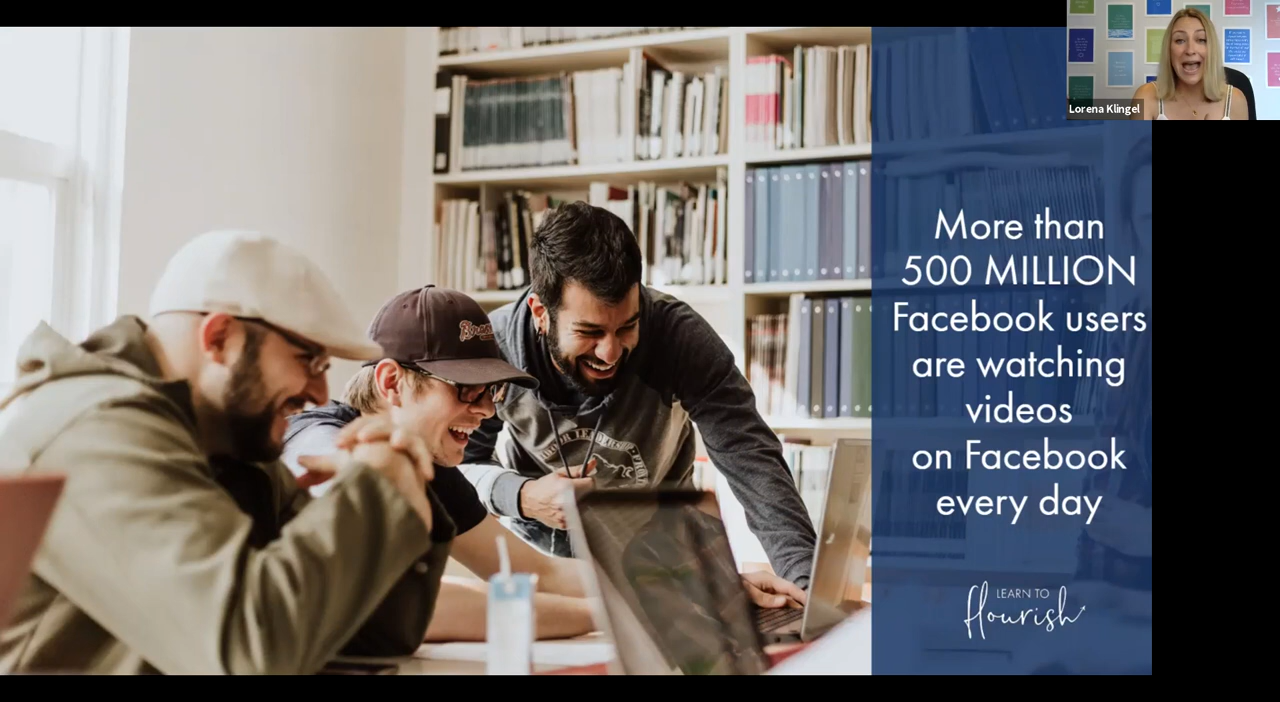 Lorena Klingel
More than
500 MILLION
Facebook users
are watching
videos
on Facebook
every day
LEARN TO
flourish